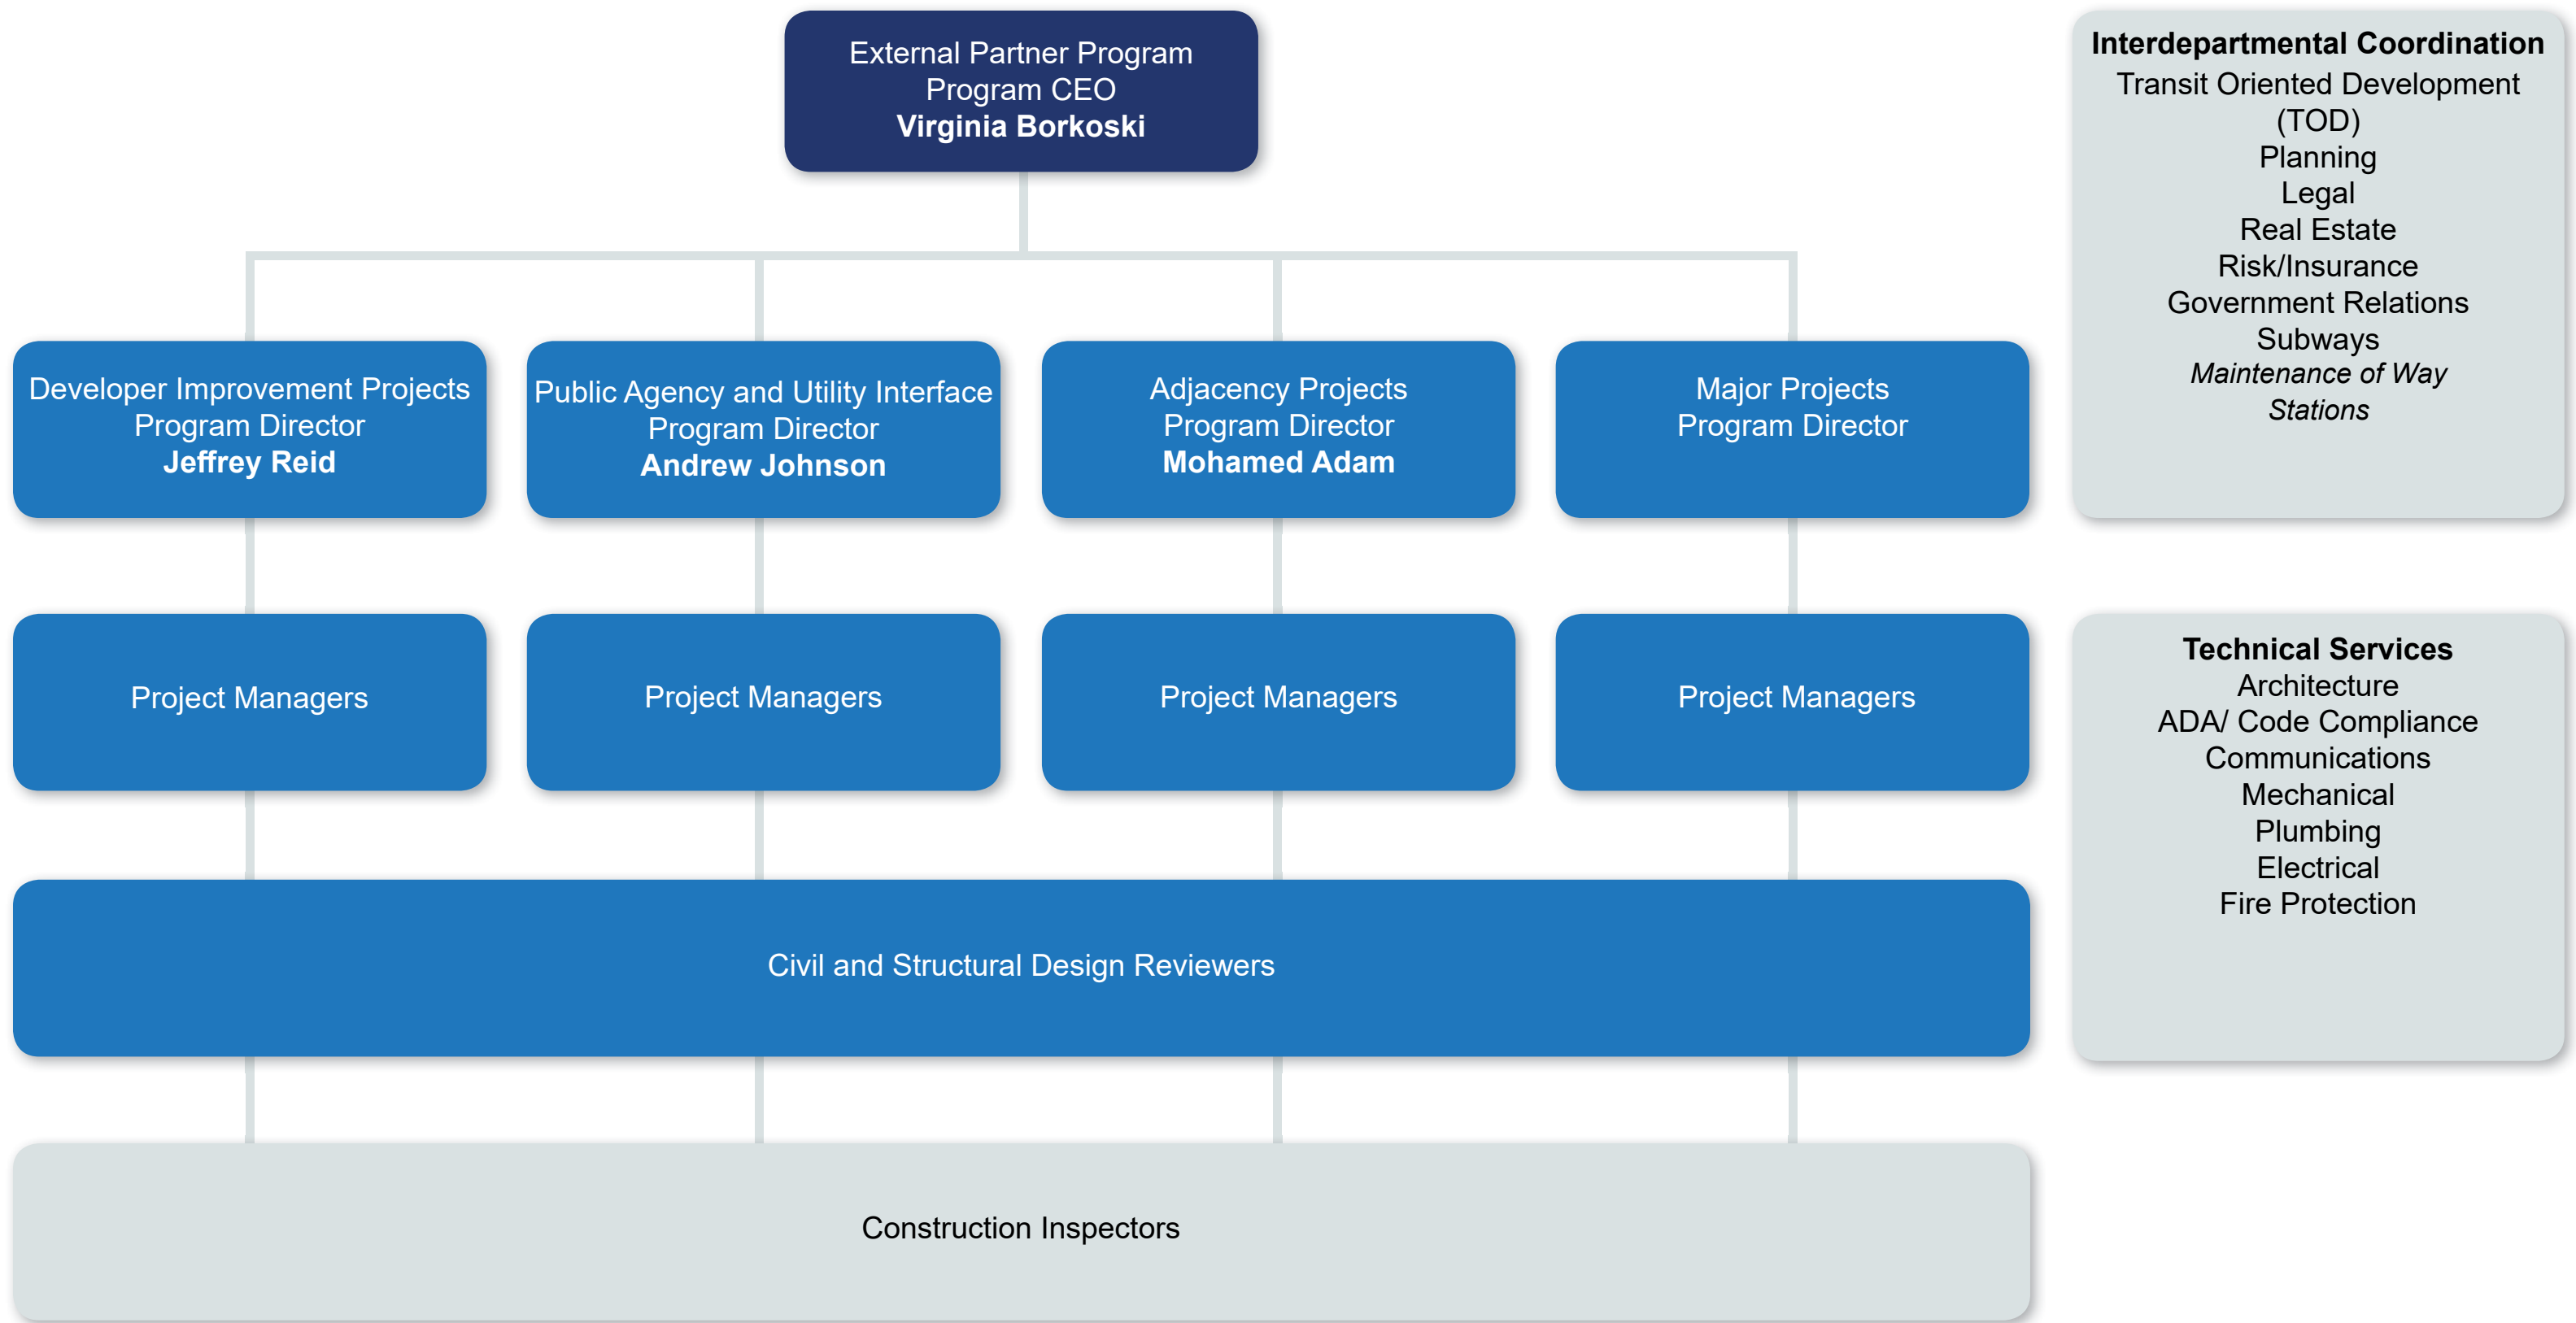 External Partner Program
Program CEO
Virginia Borkoski
Developer Improvement Projects
Program Director
Jeffrey Reid
Public Agency and Utility Interface
Program Director
Andrew Johnson
Adjacency Projects
Program Director
Mohamed Adam
Major Projects
Program Director
Project Managers
Project Managers
Project Managers
Project Managers
Civil and Structural Design Reviewers
Construction Inspectors
Interdepartmental Coordination
Transit Oriented Development
(TOD)
Planning
Legal
Real Estate
Risk/Insurance
Government Relations
Subways
Maintenance of Way
Stations
Technical Services
Architecture
ADA/ Code Compliance
Communications
Mechanical
Plumbing
Electrical
Fire Protection